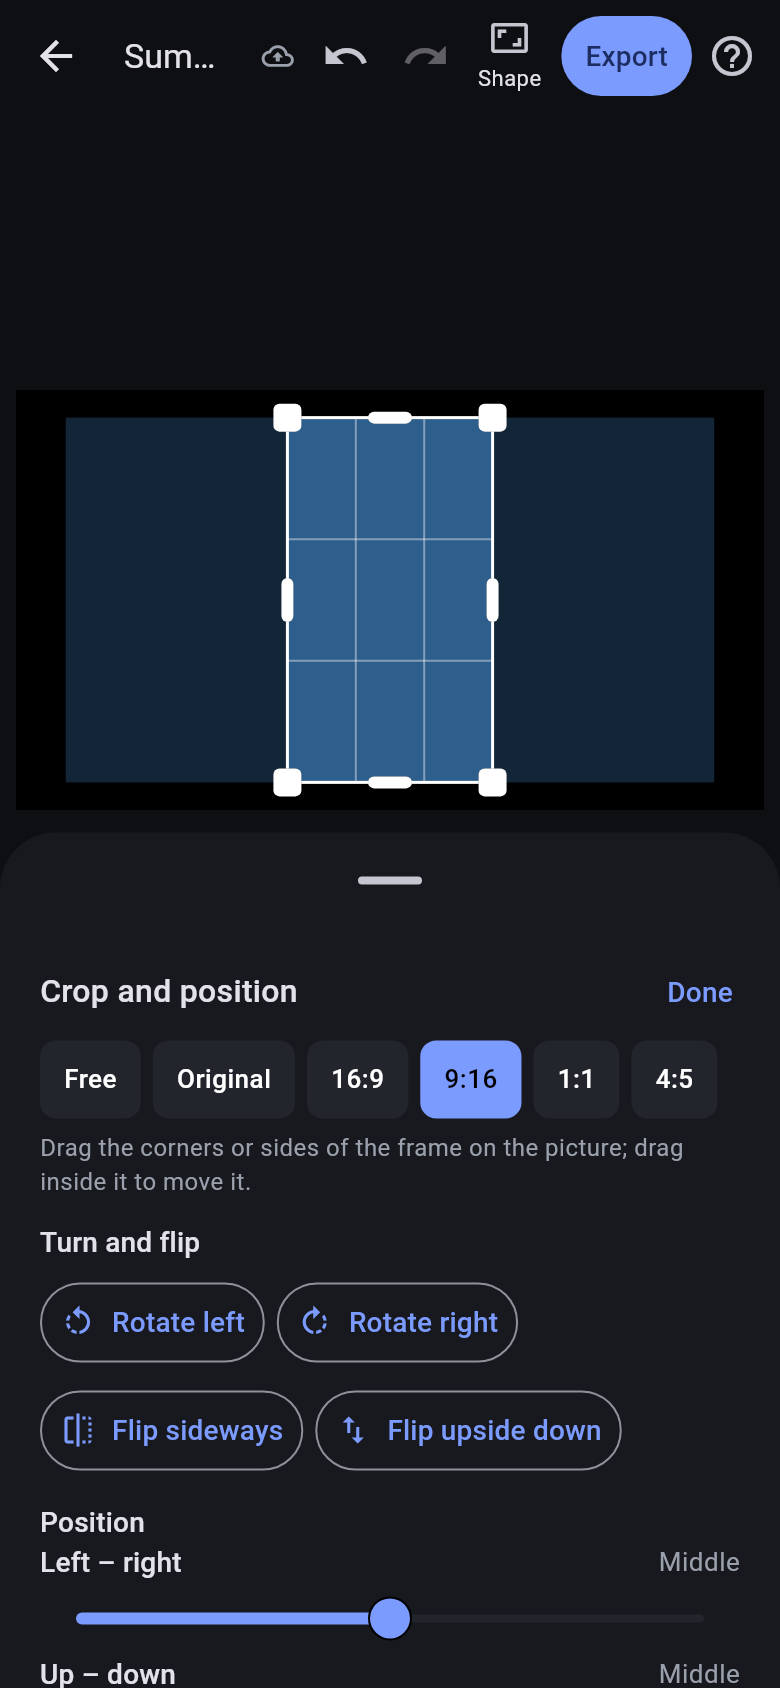 Sum...
Shape
Export
Crop and position
Done
Free
Original
16:9
9:16
1:1
4:5
Drag the corners or sides of the frame on the picture; drag
inside it to move it.
Turn and flip
Rotate left
Rotate right
Flip sideways
Flip upside down
Position
Left – right
Middle
Up – down
Middle